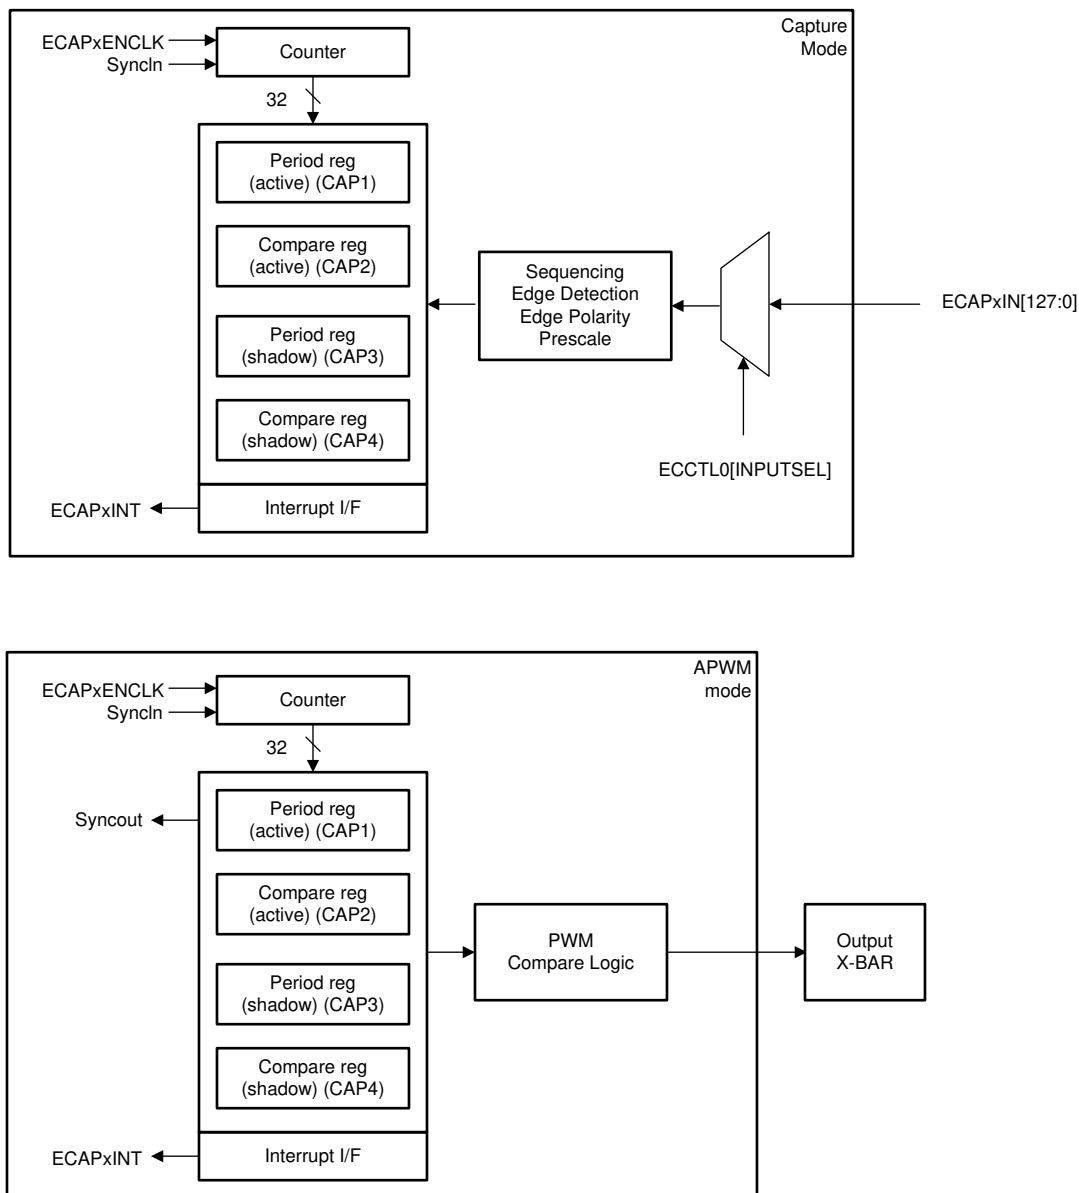 Capture
Mode
ECAPxENCLK
SyncIn
Counter
32
Period reg
(active) (CAP1)
Compare reg
(active) (CAP2)
Period reg
(shadow) (CAP3)
Compare reg
(shadow) (CAP4)
Sequencing
Edge Detection
Edge Polarity
Prescale
ECAPxIN[127:0]
ECCTL0[INPUTSEL]
ECAPxINT
Interrupt I/F
APWM
mode
ECAPxENCLK
SyncIn
Counter
32
Syncout
Period reg
(active) (CAP1)
Compare reg
(active) (CAP2)
Period reg
(shadow) (CAP3)
Compare reg
(shadow) (CAP4)
PWM
Compare Logic
Output
X-BAR
ECAPxINT
Interrupt I/F